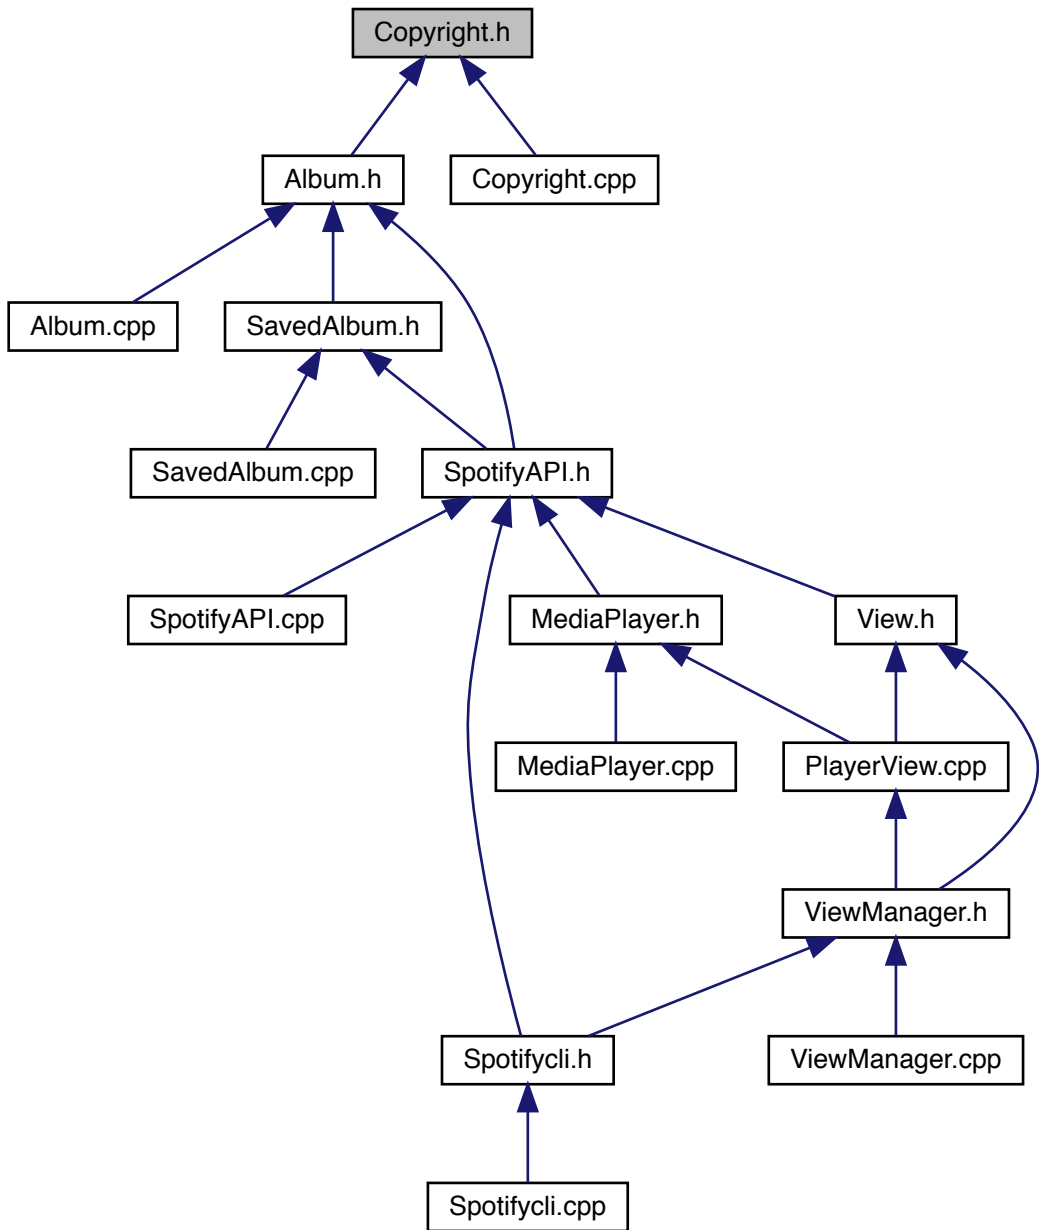 Copyright.h
Album.h
Copyright.cpp
Album.cpp
SavedAlbum.h
SavedAlbum.cpp
SpotifyAPI.h
SpotifyAPI.cpp
MediaPlayer.h
View.h
MediaPlayer.cpp
PlayerView.cpp
ViewManager.h
Spotifycli.h
ViewManager.cpp
Spotifycli.cpp